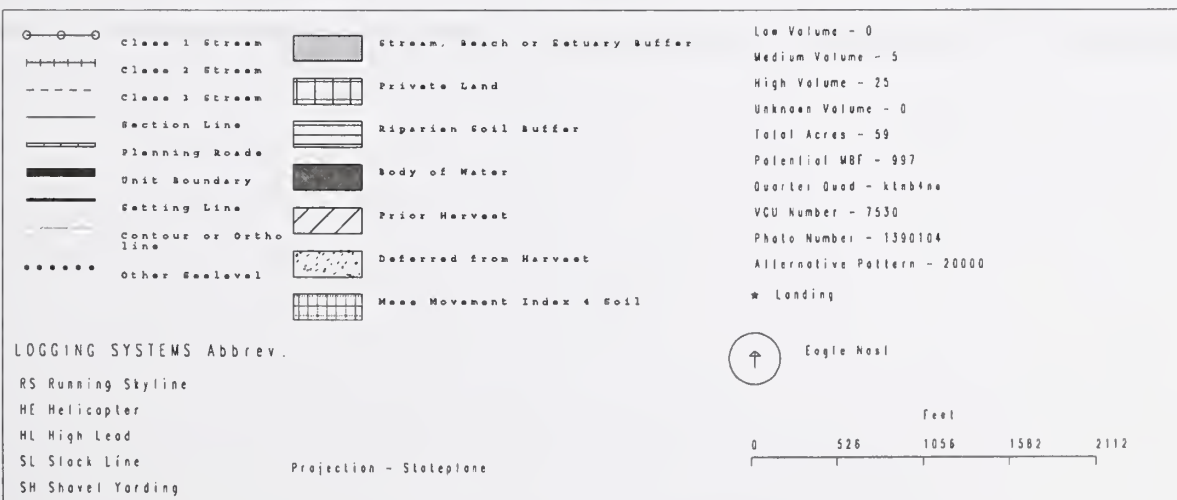 Class 1 Stream
Class 2 Stream
Class 3 Stream
Section Line
Planning Roads
Unit Boundary
Setting Line
Contour or Ortho
line
Other Sealevel
Stream, Beach or Estuary Buffer
Private Land
Riparian Soil Buffer
Body of Water
Prior Harvest
Deferred from Harvest
Mass Movement Index 4 Soil
Low Volume - 0
Medium Volume - 5
High Volume - 25
Unknown Volume - 0
Total Acres - 59
Potential MBF - 997
Quarter Quad - ktnb4ne
VCU Number - 7530
Photo Number - 1390104
Alternative Pattern - 20000
★ Landing
Eagle Nest
LOGGING SYSTEMS Abbrev.
RS Running Skyline
HE Helicopter
HL High Lead
SL Slack Line
SH Shovel Yarding
Projection - Stateplane
Feet
0 526 1056 1582 2112